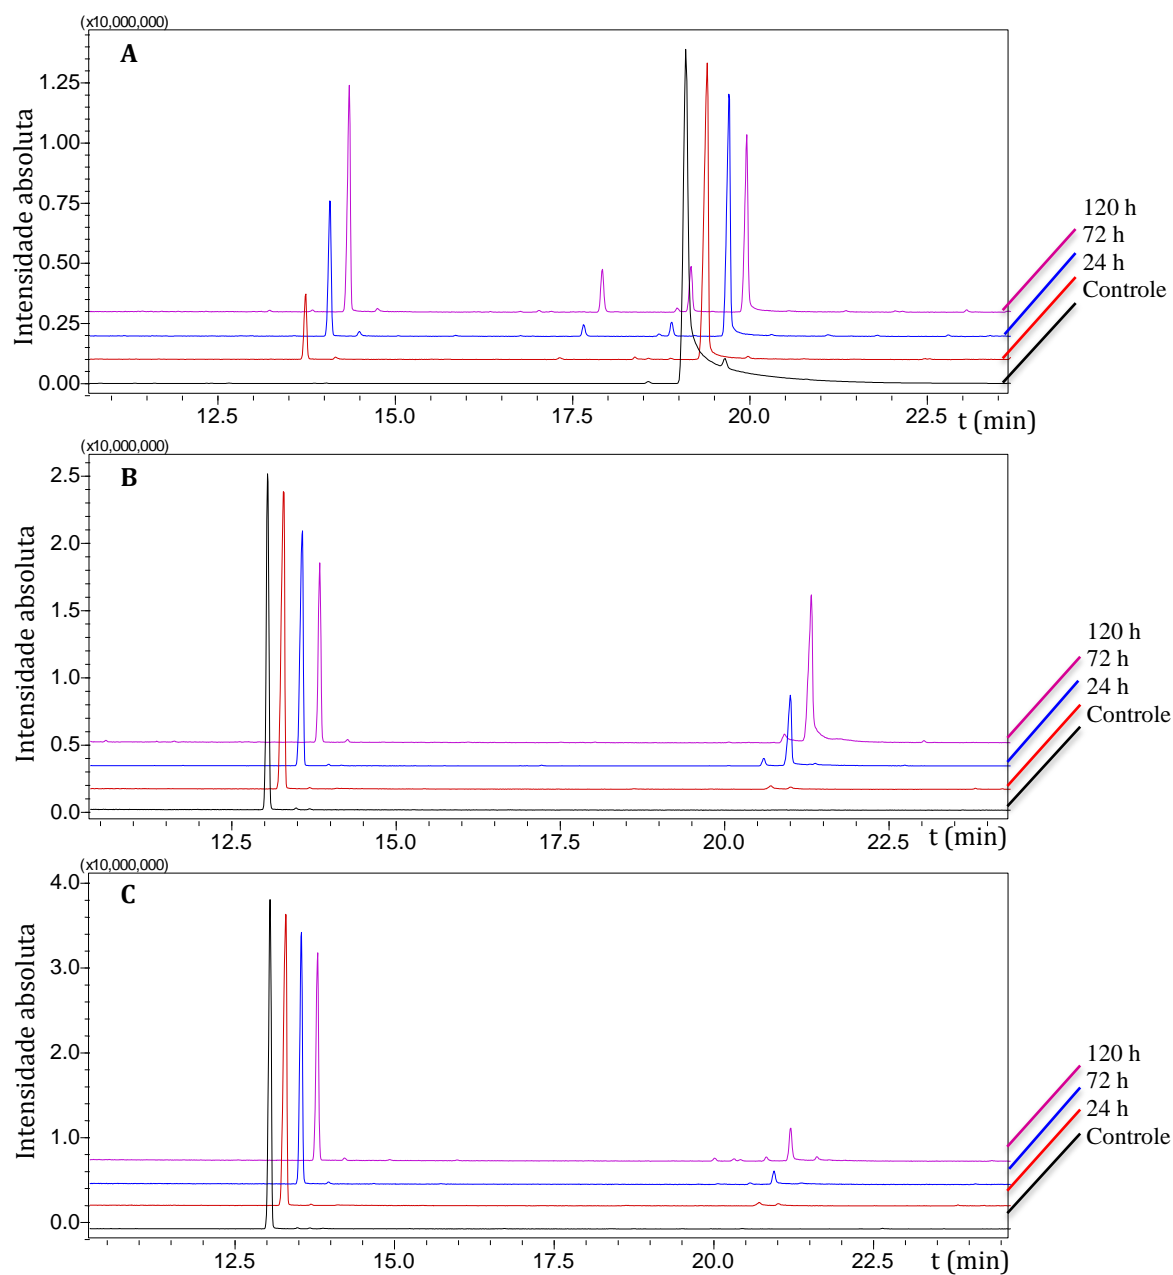 (x10,000,000)
A
Intensidade absoluta
1.25
1.00
0.75
0.50
0.25
0.00
12.5 15.0 17.5 20.0 22.5 t (min)
120 h
72 h
24 h
Controle
(x10,000,000)
B
Intensidade absoluta
2.5
2.0
1.5
1.0
0.5
0.0
12.5 15.0 17.5 20.0 22.5 t (min)
120 h
72 h
24 h
Controle
(x10,000,000)
C
Intensidade absoluta
4.0
3.0
2.0
1.0
0.0
12.5 15.0 17.5 20.0 22.5 t (min)
120 h
72 h
24 h
Controle